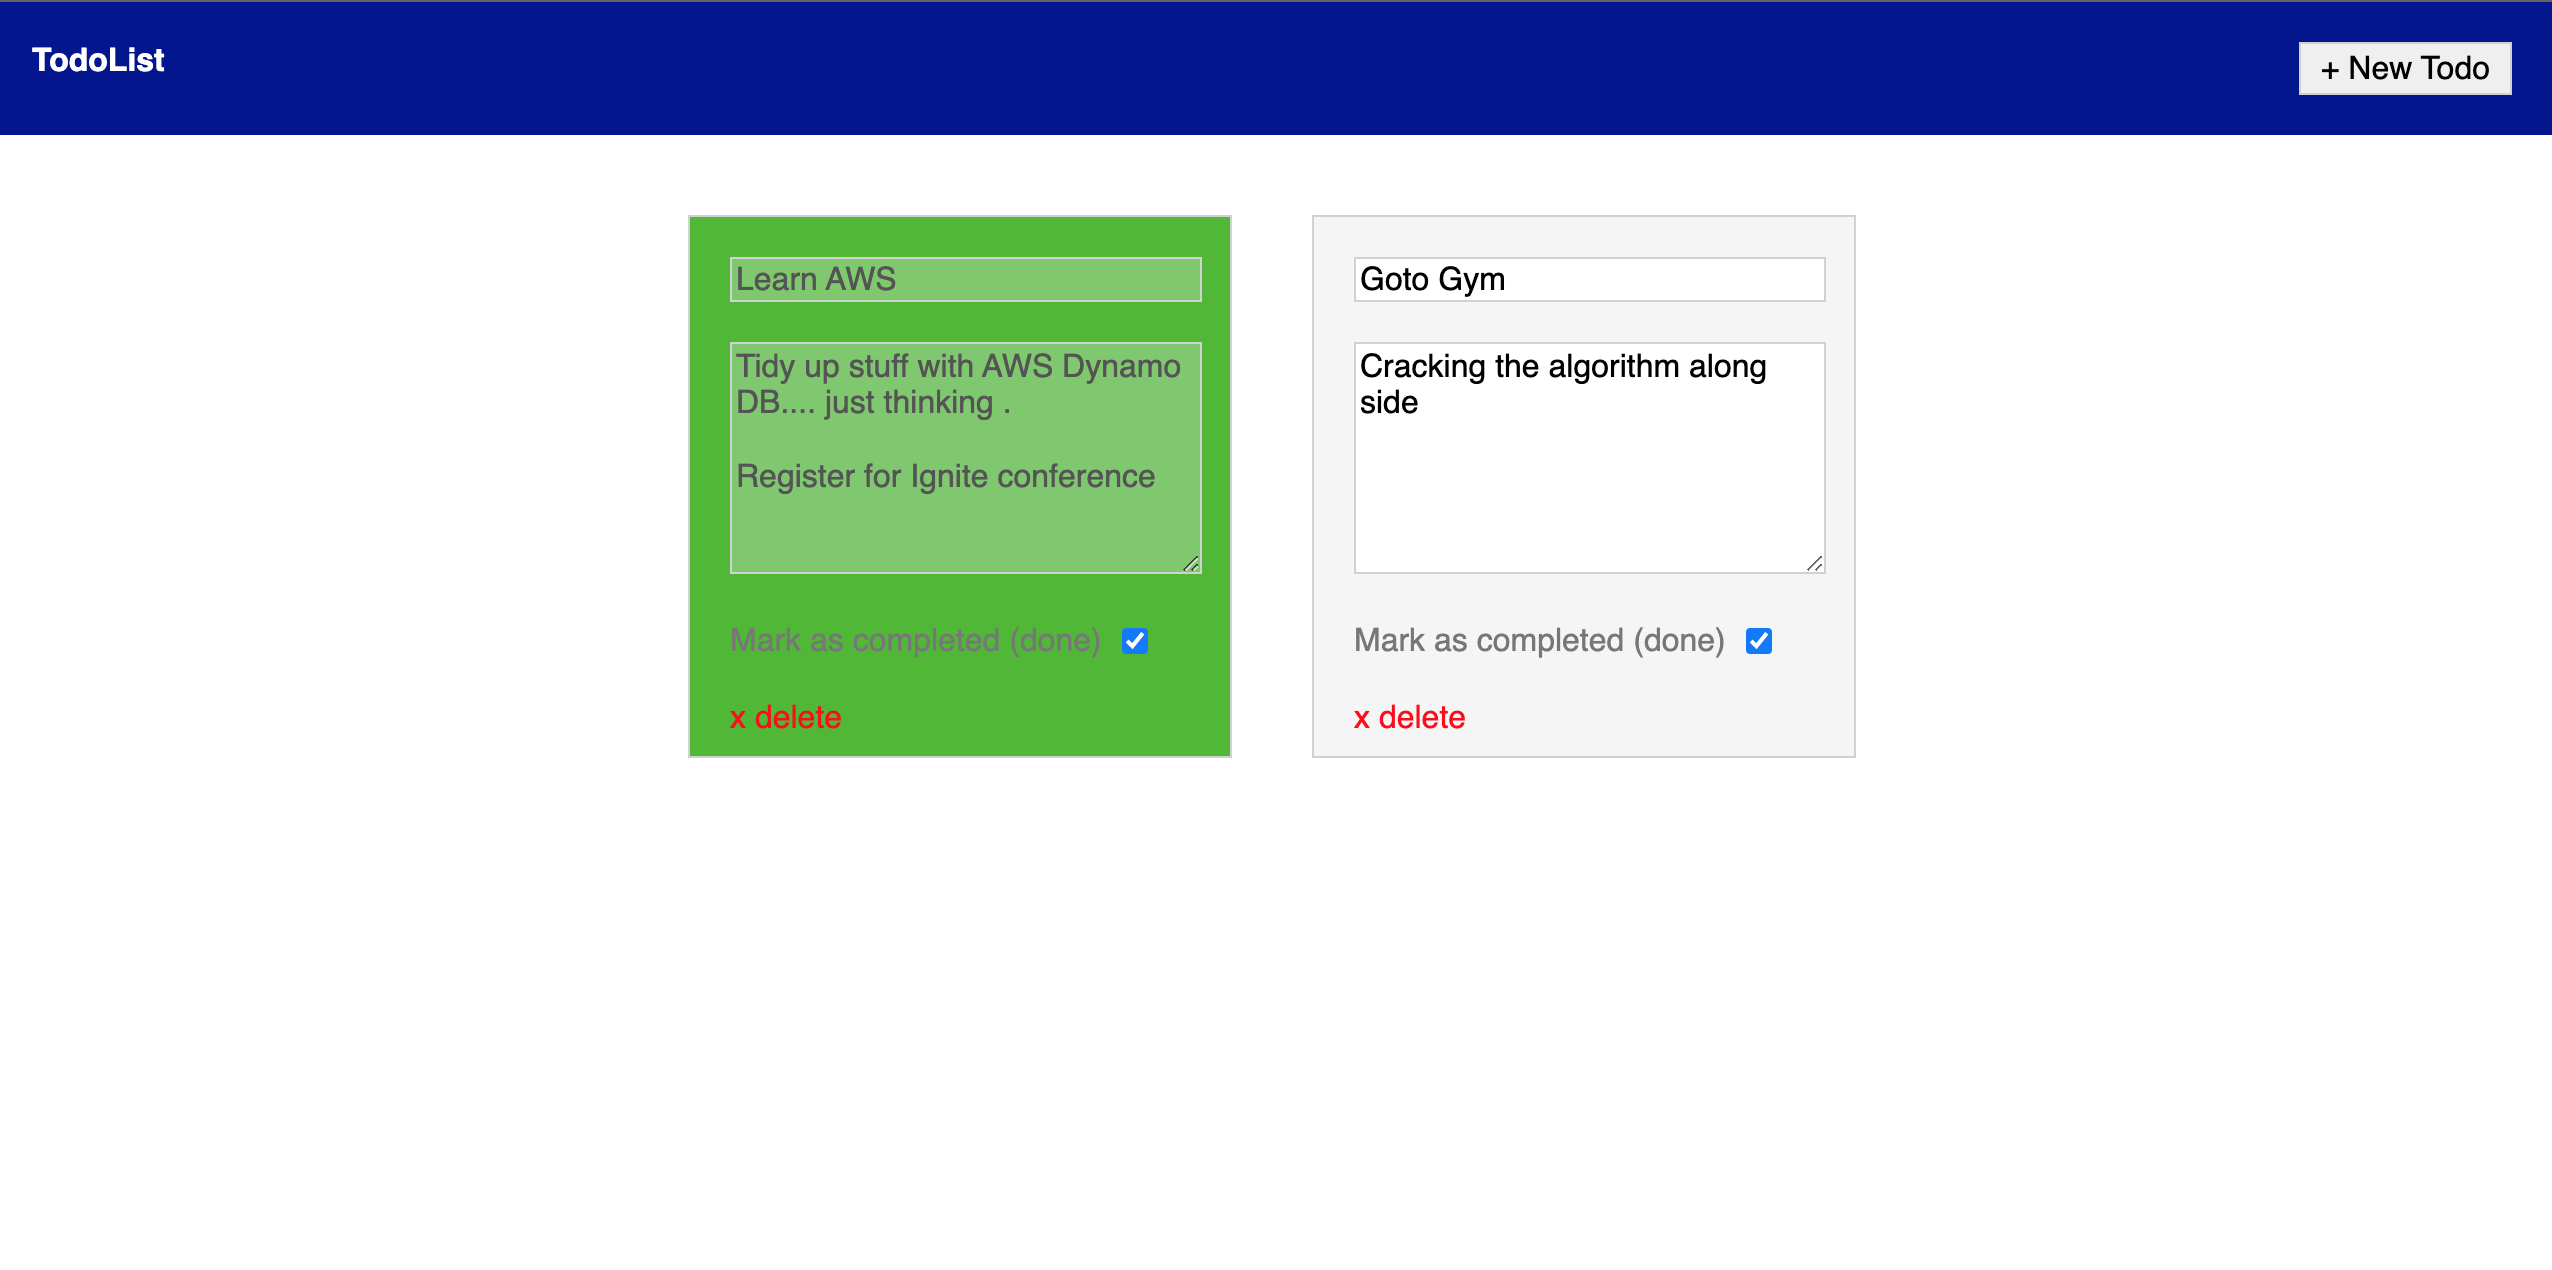 TodoList
+ New Todo
Learn AWS
Tidy up stuff with AWS Dynamo
DB.... just thinking .
Register for Ignite conference
Mark as completed (done)
x delete
Goto Gym
Cracking the algorithm along
side
Mark as completed (done)
x delete